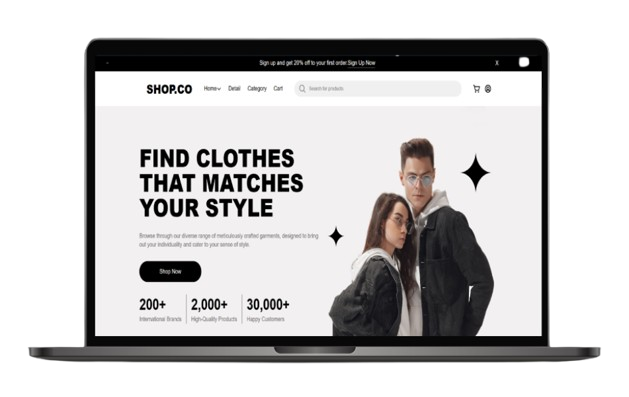 Sign up and get 20% off to your first order.Sign Up Now
X
SHOP.CO
Home
Detail
Category
Cart
Search for products
FIND CLOTHES
THAT MATCHES
YOUR STYLE
Browse through our diverse range of meticulously crafted garments, designed to bring
out your individuality and cater to your sense of style.
Shop Now
200+
International Brands
2,000+
High-Quality Products
30,000+
Happy Customers